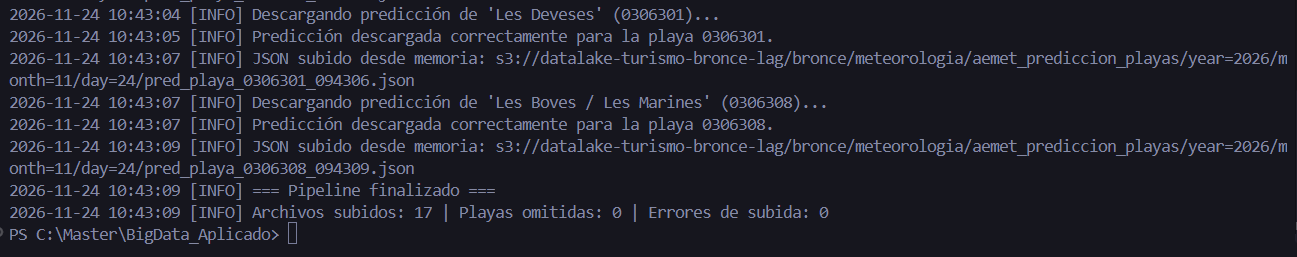 2026-11-24 10:43:04 [INFO] Descargando predicción de 'Les Deveses' (0306301)...
2026-11-24 10:43:05 [INFO] Predicción descargada correctamente para la playa 0306301.
2026-11-24 10:43:07 [INFO] JSON subido desde memoria: s3://datalake-turismo-bronce-lag/bronce/meteorologia/aemet_prediccion_playas/year=2026/m
onth=11/day=24/pred_playa_0306301_094306.json
2026-11-24 10:43:07 [INFO] Descargando predicción de 'Les Boves / Les Marines' (0306308)...
2026-11-24 10:43:07 [INFO] Predicción descargada correctamente para la playa 0306308.
2026-11-24 10:43:09 [INFO] JSON subido desde memoria: s3://datalake-turismo-bronce-lag/bronce/meteorologia/aemet_prediccion_playas/year=2026/m
onth=11/day=24/pred_playa_0306308_094309.json
2026-11-24 10:43:09 [INFO] === Pipeline finalizado ===
2026-11-24 10:43:09 [INFO] Archivos subidos: 17 | Playas omitidas: 0 | Errores de subida: 0
PS C:\Master\BigData_Aplicado>